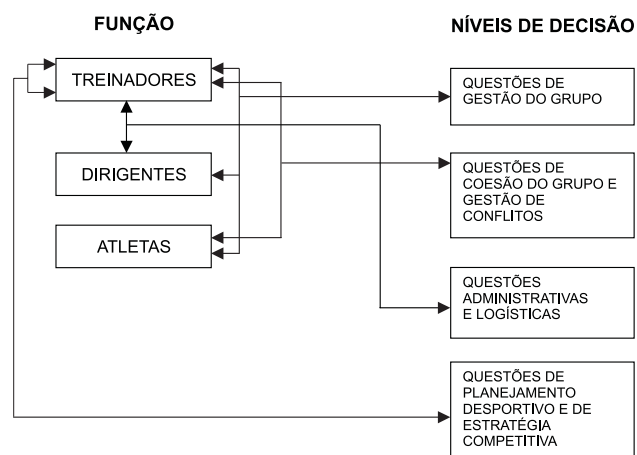 FUNÇÃO
TREINADORES
DIRIGENTES
ATLETAS
NÍVEIS DE DECISÃO
QUESTÕES DE
GESTÃO DO GRUPO
QUESTÕES DE
COESÃO DO GRUPO E
GESTÃO DE
CONFLITOS
QUESTÕES
ADMINISTRATIVAS
E LOGÍSTICAS
QUESTÕES DE
PLANEJAMENTO
DESPORTIVO E DE
ESTRATÉGIA
COMPETITIVA